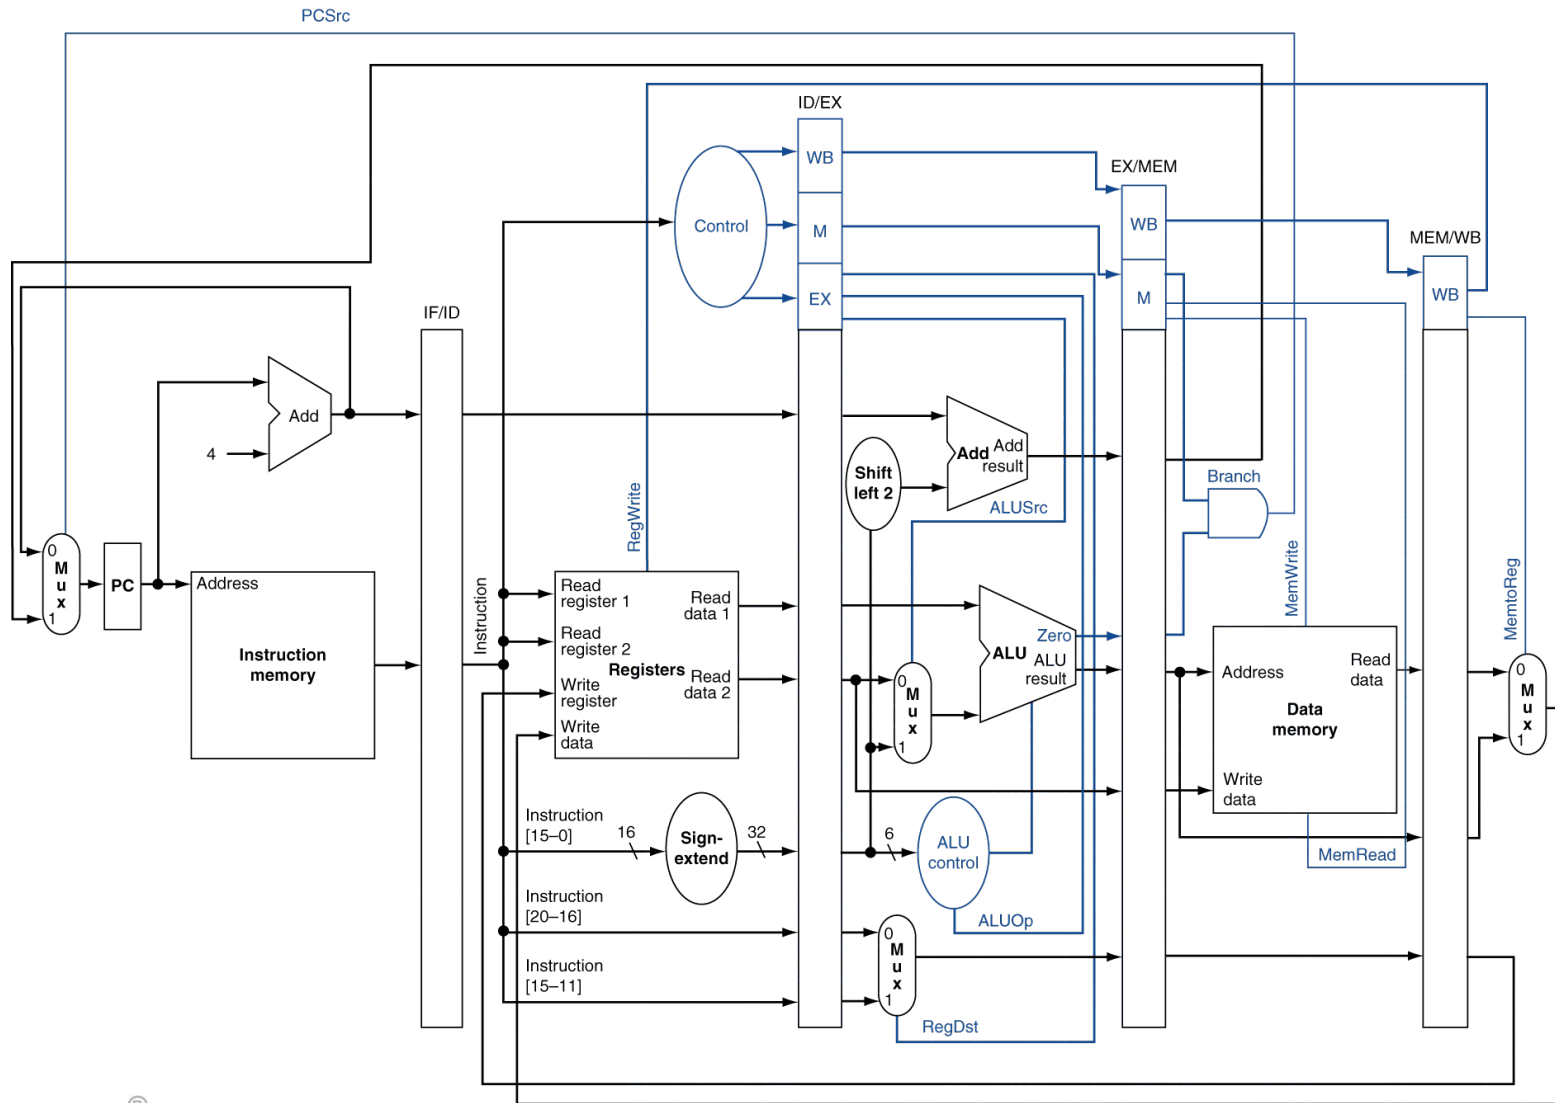 PCSrc
ID/EX
WB
EX/MEM
Control
M
WB
MEM/WB
EX
M
WB
IF/ID
Add
4
Add Add
result
Shift
left 2
ALUSrc
Branch
RegWrite
MemWrite
MemtoReg
0
M
u
x
1
PC
Address
Instruction
memory
Instruction
Read
register 1
Read
register 2
Write
register
Write
data
Registers
Read
data 1
Read
data 2
0
M
u
x
1
Zero
ALU
ALU
result
Address
Read
data
Data
memory
Write
data
MemRead
0
M
u
x
1
Instruction
[15–0]
16
Sign-
extend
32
6
ALU
control
ALUOp
Instruction
[20–16]
Instruction
[15–11]
0
M
u
x
1
RegDst